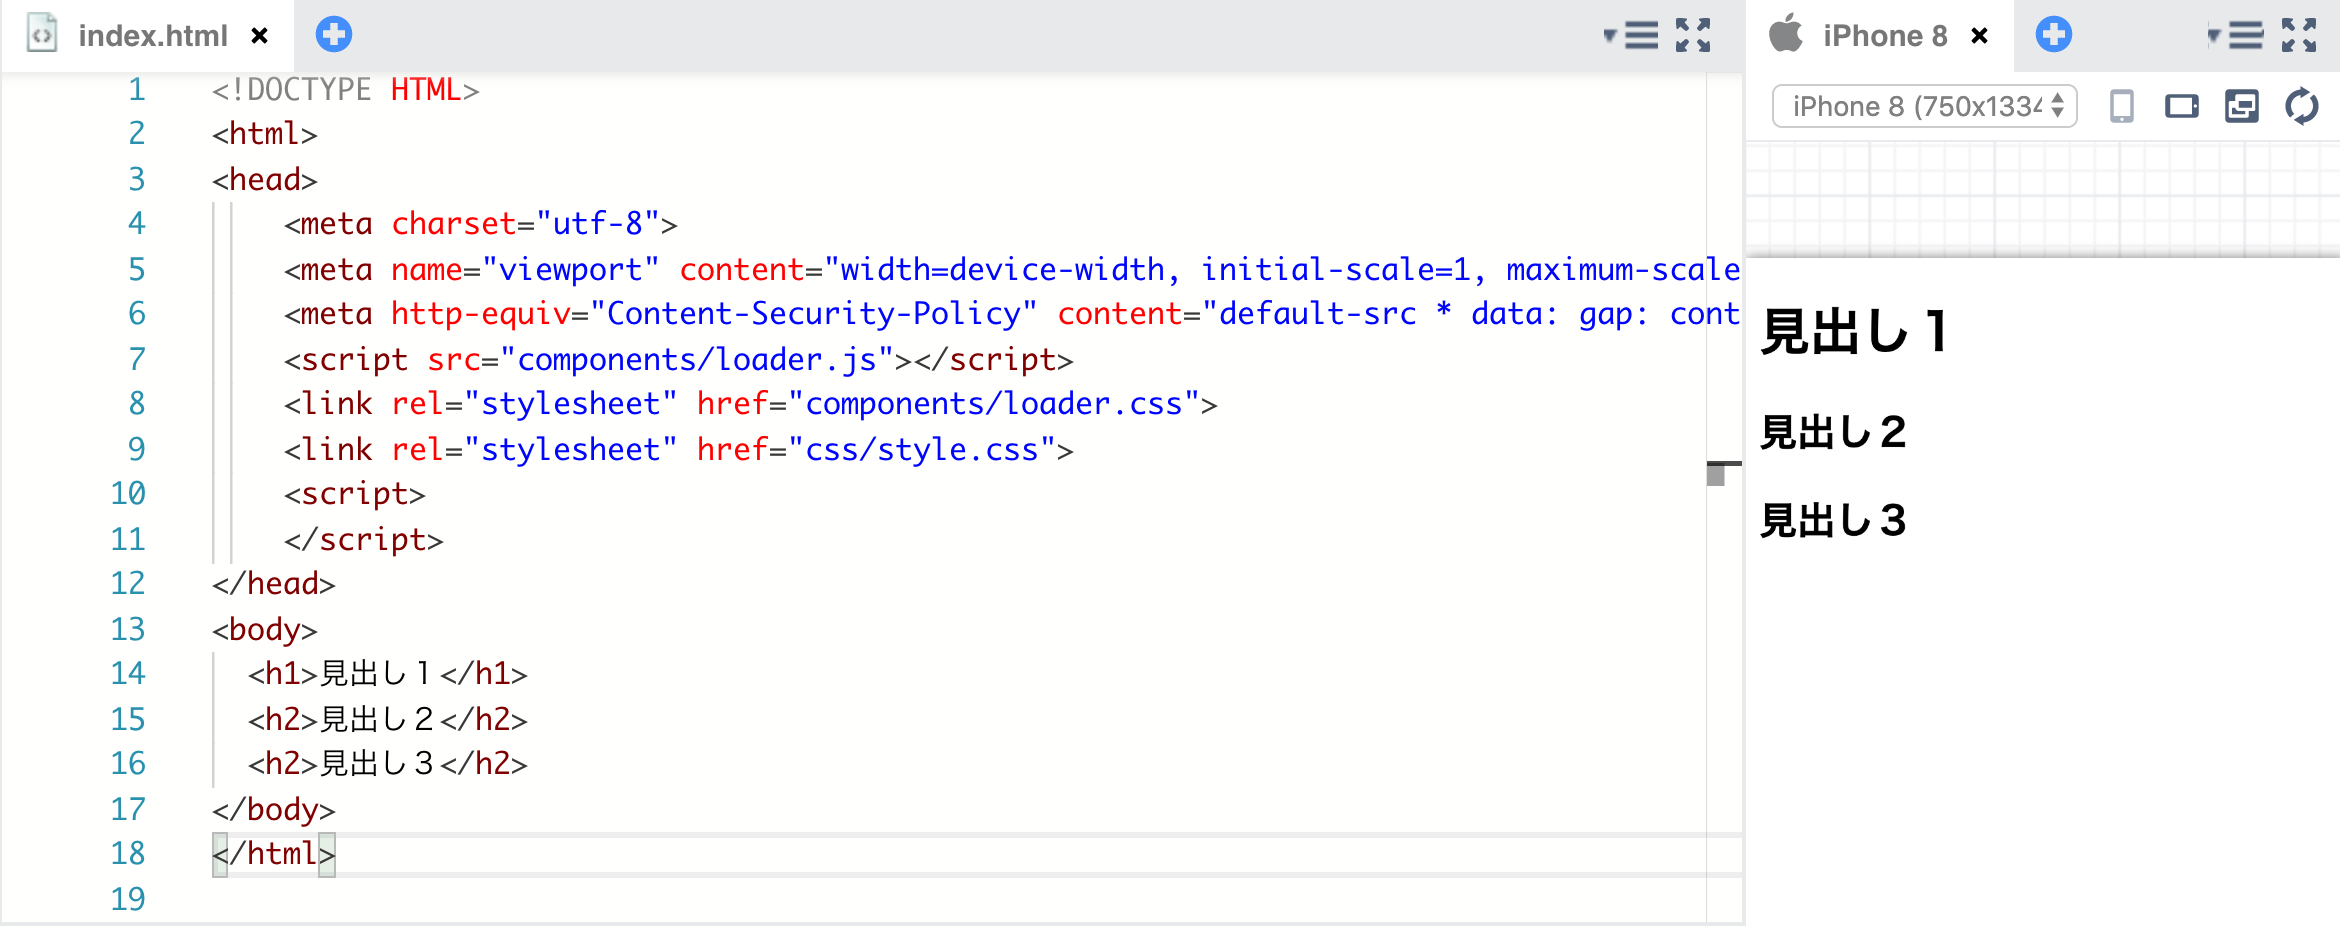 index.html
1 <!DOCTYPE HTML>
2 <html>
3 <head>
4 <meta charset="utf-8">
5 <meta name="viewport" content="width=device-width, initial-scale=1, maximum-scale
6 <meta http-equiv="Content-Security-Policy" content="default-src * data: gap: cont
7 <script src="components/loader.js"></script>
8 <link rel="stylesheet" href="components/loader.css">
9 <link rel="stylesheet" href="css/style.css">
10 <script>
11 </script>
12 </head>
13 <body>
14 <h1>見出し１</h1>
15 <h2>見出し２</h2>
16 <h2>見出し３</h2>
17 </body>
18 </html>
19
iPhone 8
iPhone 8 (750x1334
見出し１
見出し２
見出し３